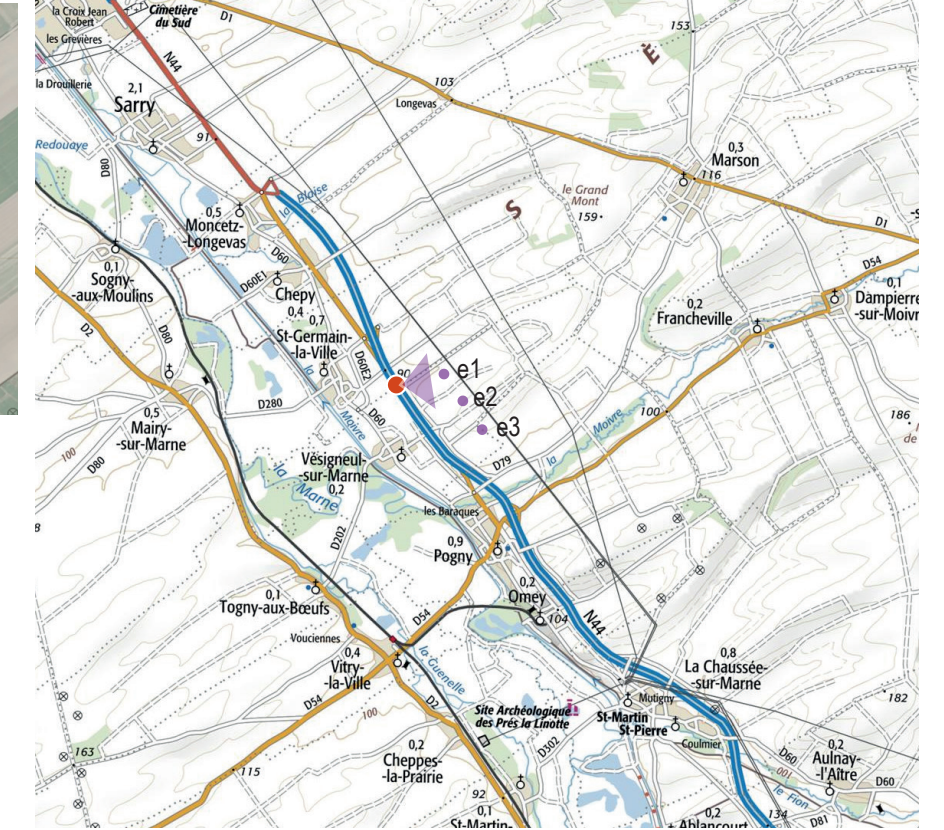 la Croix Jean
Robert
Cimetière
du Sud
D1
les Grevières
N44
153
la Drouillerie
103
2,1
Sarry
Longevas
91
Redouaye
D80
0,3
Marson
116
la Blaise
le Grand
Mont
159
S
É
D1
0,5
Moncetz-
-Longevas
D60
D54
0,1
Sogny-
-aux-Moulins
D60E1
Chepy
0,4
0,1
Dampierre
-sur-Moivr
0,2
Francheville
D2
D80
0,7
St-Germain-
-la-Ville
D60E2
la
Moivre
90
e1
e2
e3
D280
D60
0,5
Mairy-
-sur-Marne
100
186
de
100
D80
la
Marne
Vésigneul-
-sur-Marne
0,2
D79
la
Moivre
8
les Baraques
D202
0,9
Pogny
0,2
Omey
104
0,1
Togny-aux-Bœufs
D54
N44
Vouciennes
0,4
Vitry-
-la-Ville
la Guenelle
0,8
La Chaussée-
-sur-Marne
Mutigny
182
D54
100
D2
Site Archéologique
des Prés la Linotte
St-Martin
St-Pierre
Coulmier
D502
163
0,2
Cheppes-
-la-Prairie
D60
100
0,2
Aulnay-
-l'Aître
D60
115
le Fion
92
0,1
St-Martin-
0,2
Ablancourt
134
D81